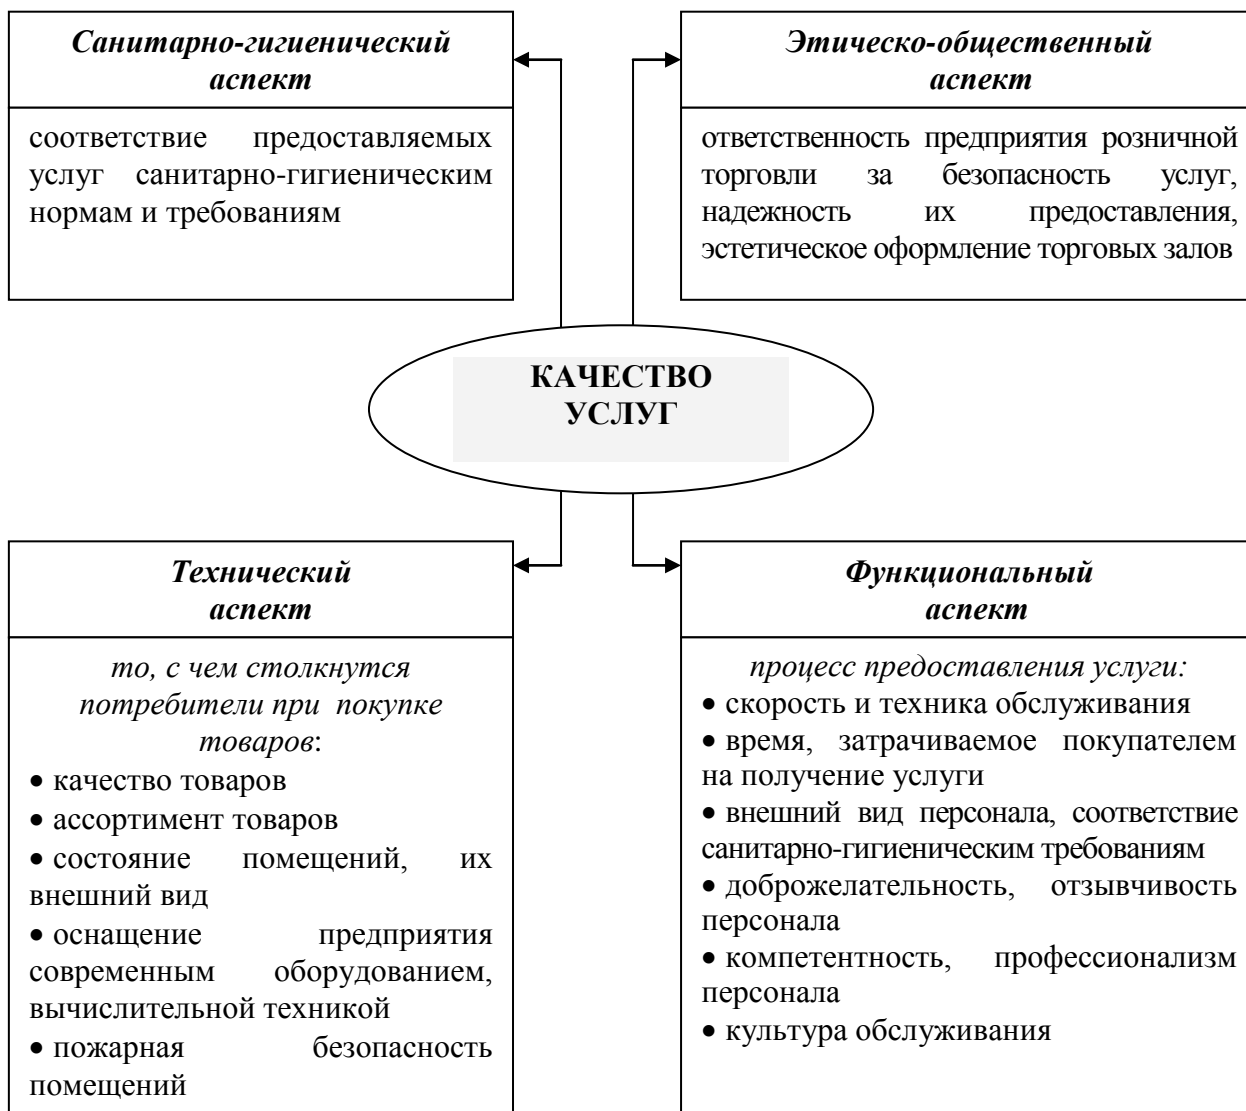 Санитарно-гигиенический
аспект
соответствие предоставляемых
услуг санитарно-гигиеническим
нормам и требованиям
Этическо-общественный
аспект
ответственность предприятия розничной
торговли за безопасность услуг,
надежность их предоставления,
эстетическое оформление торговых залов
КАЧЕСТВО
УСЛУГ
Технический
аспект
то, с чем столкнутся
потребители при покупке
товаров:
• качество товаров
• ассортимент товаров
• состояние помещений, их
внешний вид
• оснащение предприятия
современным оборудованием,
вычислительной техникой
• пожарная безопасность
помещений
Функциональный
аспект
процесс предоставления услуги:
• скорость и техника обслуживания
• время, затрачиваемое покупателем
на получение услуги
• внешний вид персонала, соответствие
санитарно-гигиеническим требованиям
• доброжелательность, отзывчивость
персонала
• компетентность, профессионализм
персонала
• культура обслуживания